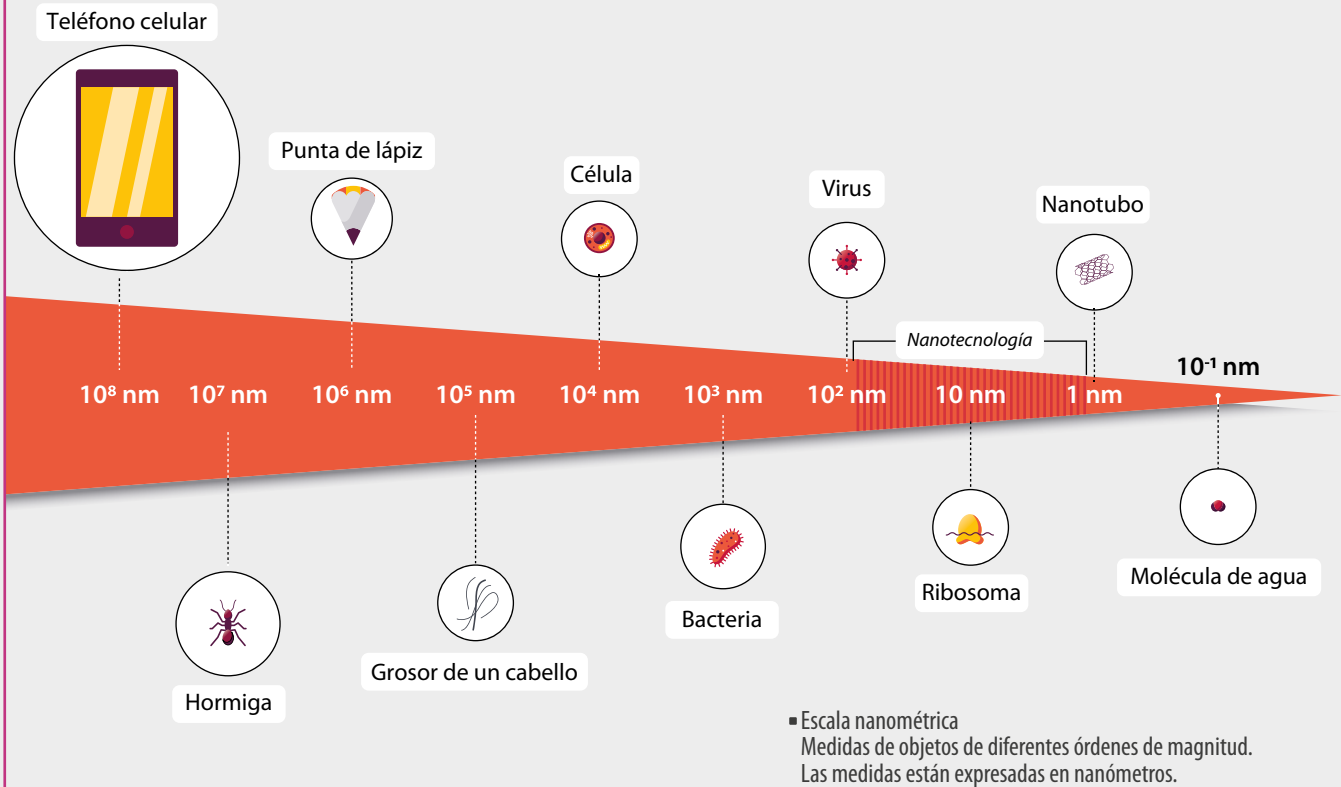 Teléfono celular
Punta de lápiz
Célula
Virus
Nanotubo
Nanotecnología
10⁸ nm
10⁷ nm
10⁶ nm
10⁵ nm
10⁴ nm
10³ nm
10² nm
10 nm
1 nm
10⁻¹ nm
Hormiga
Grosor de un cabello
Bacteria
Ribosoma
Molécula de agua
▪ Escala nanométrica
Medidas de objetos de diferentes órdenes de magnitud.
Las medidas están expresadas en nanómetros.